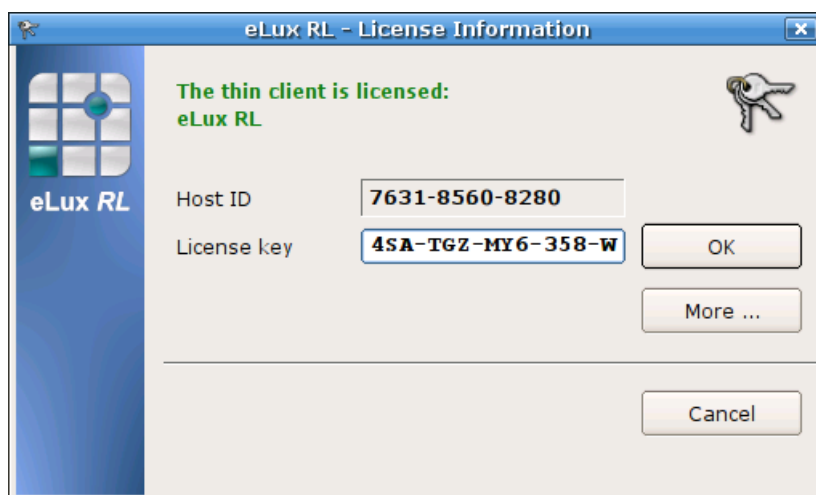 eLux RL - License Information
The thin client is licensed:
eLux RL
eLux RL
Host ID
7631-8560-8280
License key
4SA-TGZ-MY6-358-W
OK
More ...
Cancel